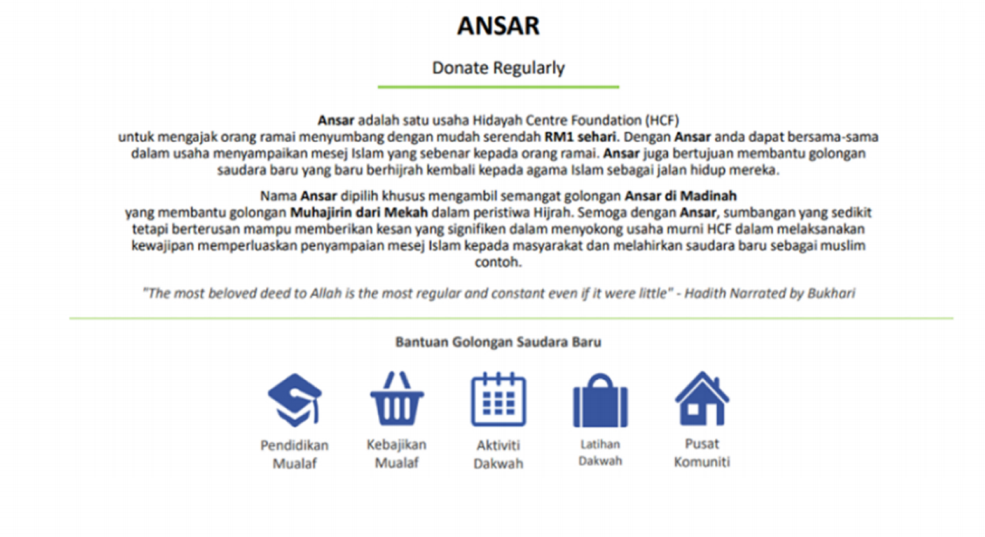 ANSAR
Donate Regularly
Ansar adalah satu usaha Hidayah Centre Foundation (HCF)
untuk mengajak orang ramai menyumbang dengan mudah serendah RM1 sehari. Dengan Ansar anda dapat bersama-sama
dalam usaha menyampaikan mesej Islam yang sebenar kepada orang ramai. Ansar juga bertujuan membantu golongan
saudara baru yang baru berhijrah kembali kepada agama Islam sebagai jalan hidup mereka.
Nama Ansar dipilih khusus mengambil semangat golongan Ansar di Madinah
yang membantu golongan Muhajirin dari Mekah dalam peristiwa Hijrah. Semoga dengan Ansar, sumbangan yang sedikit
tetapi berterusan mampu memberikan kesan yang signifiken dalam menyokong usaha murni HCF dalam melaksanakan
kewajipan memperluaskan penyampaian mesej Islam kepada masyarakat dan melahirkan saudara baru sebagai muslim
contoh.
"The most beloved deed to Allah is the most regular and constant even if it were little" - Hadith Narrated by Bukhari
Bantuan Golongan Saudara Baru
Pendidikan
Mualaf
Kebajikan
Mualaf
Aktiviti
Dakwah
Latihan
Dakwah
Pusat
Komuniti